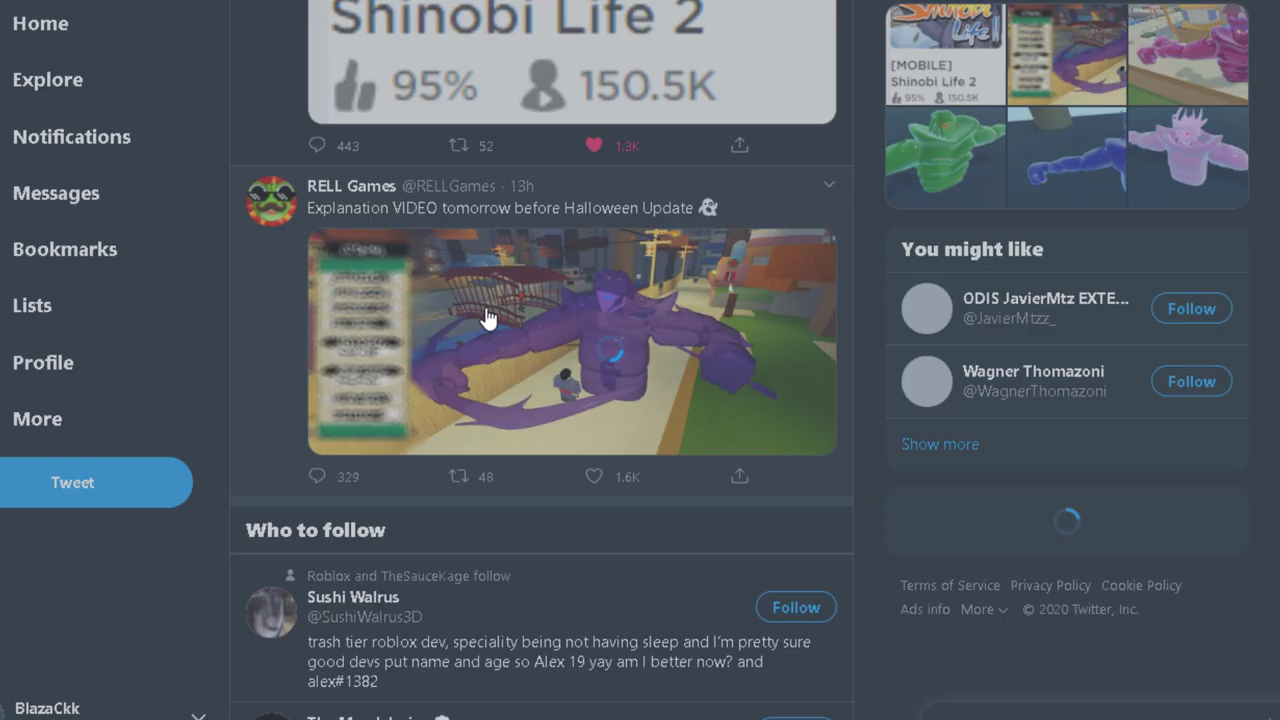 Home
Explore
Notifications
Messages
Bookmarks
Lists
Profile
More
Tweet
BlazaCkk
Shinobi Life 2
95% 150.5K
443 52 1.3K
RELL Games @RELLGames · 13h
Explanation VIDEO tomorrow before Halloween Update
329 48 1.6K
Who to follow
Roblox and TheSauceKage follow
Sushi Walrus
@SushiWalrus3D
Follow
trash tier roblox dev, speciality being not having sleep and I'm pretty sure
good devs put name and age so Alex 19 yay am I better now? and
alex#1382
Shinobi
Life
[MOBILE]
Shinobi Life 2
95% 150.5K
You might like
ODIS JavierMtz EXTE...
@JavierMtzz_
Follow
Wagner Thomazoni
@WagnerThomazoni
Follow
Show more
Terms of Service Privacy Policy Cookie Policy
Ads info More © 2020 Twitter, Inc.